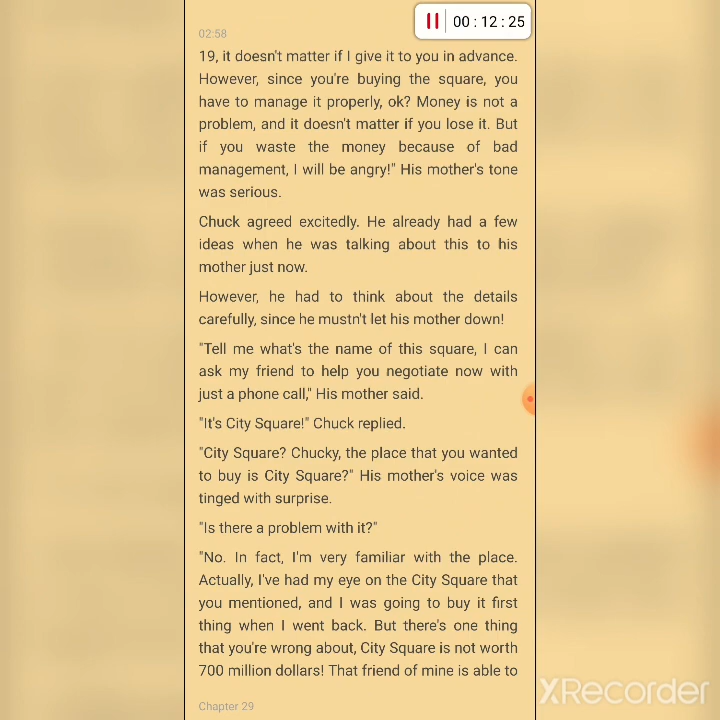 00 : 12 : 25
02:58
19, it doesn't matter if I give it to you in advance.
However, since you're buying the square, you
have to manage it properly, ok? Money is not a
problem, and it doesn't matter if you lose it. But
if you waste the money because of bad
management, I will be angry!" His mother's tone
was serious.
Chuck agreed excitedly. He already had a few
ideas when he was talking about this to his
mother just now.
However, he had to think about the details
carefully, since he mustn't let his mother down!
"Tell me what's the name of this square, I can
ask my friend to help you negotiate now with
just a phone call," His mother said.
"It's City Square!" Chuck replied.
"City Square? Chucky, the place that you wanted
to buy is City Square?" His mother's voice was
tinged with surprise.
"Is there a problem with it?"
"No. In fact, I'm very familiar with the place.
Actually, I've had my eye on the City Square that
you mentioned, and I was going to buy it first
thing when I went back. But there's one thing
that you're wrong about, City Square is not worth
700 million dollars! That friend of mine is able to
Chapter 29
XRecorder